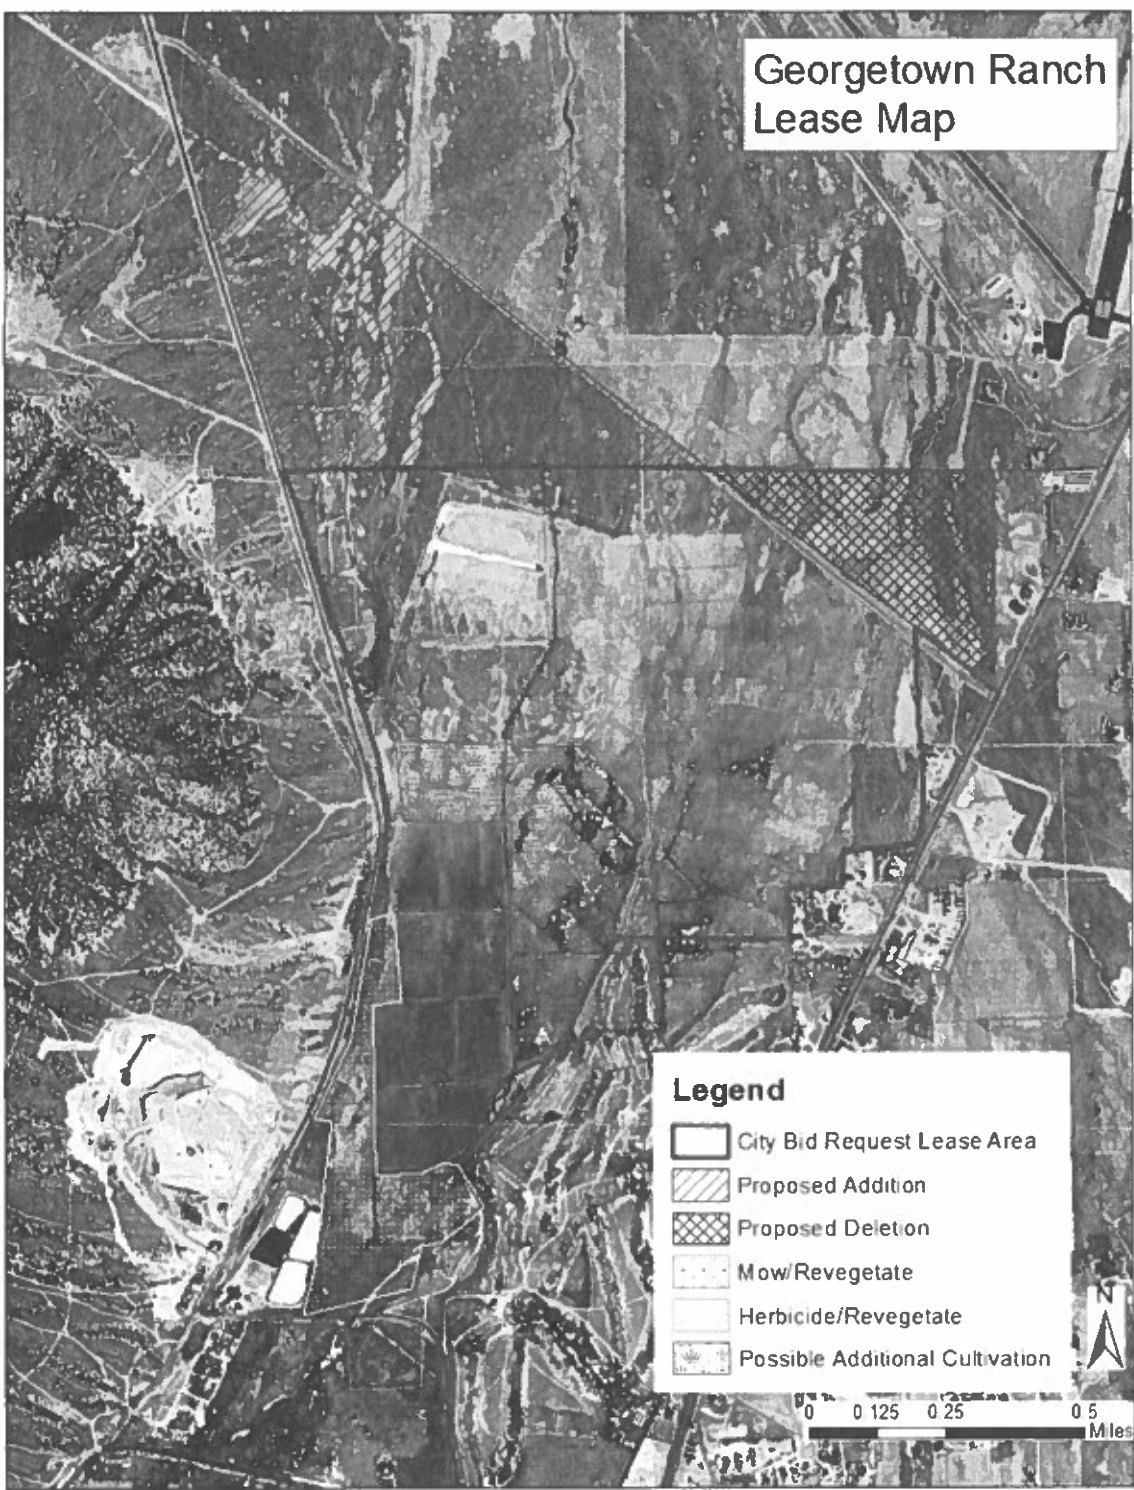 Georgetown Ranch
Lease Map
Legend
City Bid Request Lease Area
Proposed Addition
Proposed Deletion
Mow/Revegetate
Herbicide/Revegetate
Possible Additional Cultivation
N
0 0.125 0.25 0.5
Miles